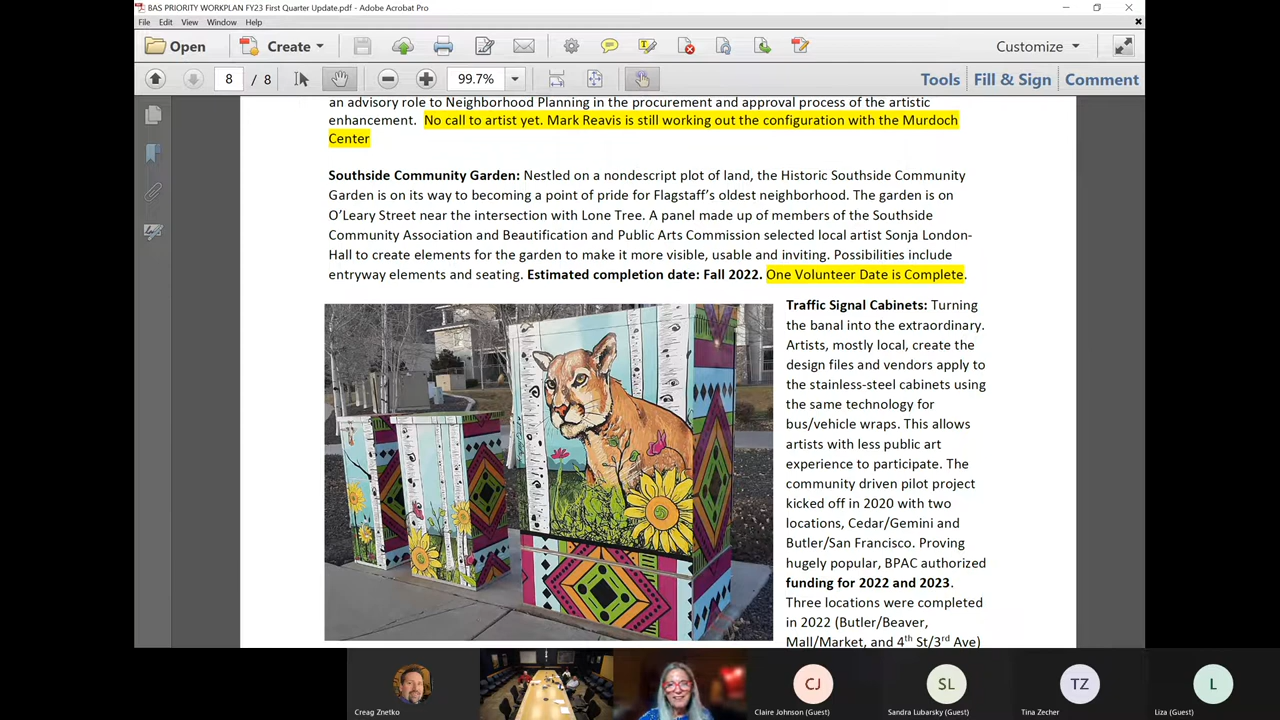 BAS PRIORITY WORKPLAN FY23 First Quarter Update.pdf - Adobe Acrobat Pro
File Edit View Window Help
Open Create Customize
8 / 8 99.7% Tools Fill & Sign Comment
an advisory role to Neighborhood Planning in the procurement and approval process of the artistic
enhancement. No call to artist yet. Mark Reavis is still working out the configuration with the Murdoch
Center
Southside Community Garden: Nestled on a nondescript plot of land, the Historic Southside Community
Garden is on its way to becoming a point of pride for Flagstaff’s oldest neighborhood. The garden is on
O’Leary Street near the intersection with Lone Tree. A panel made up of members of the Southside
Community Association and Beautification and Public Arts Commission selected local artist Sonja London-
Hall to create elements for the garden to make it more visible, usable and inviting. Possibilities include
entryway elements and seating. Estimated completion date: Fall 2022. One Volunteer Date is Complete.
Traffic Signal Cabinets: Turning
the banal into the extraordinary.
Artists, mostly local, create the
design files and vendors apply to
the stainless-steel cabinets using
the same technology for
bus/vehicle wraps. This allows
artists with less public art
experience to participate. The
community driven pilot project
kicked off in 2020 with two
locations, Cedar/Gemini and
Butler/San Francisco. Proving
hugely popular, BPAC authorized
funding for 2022 and 2023.
Three locations were completed
in 2022 (Butler/Beaver,
Mall/Market, and 4th St/3rd Ave)
CJ SL TZ L
Creag Znetko Claire Johnson (Guest) Sandra Lubarsky (Guest) Tina Zecher Liza (Guest)